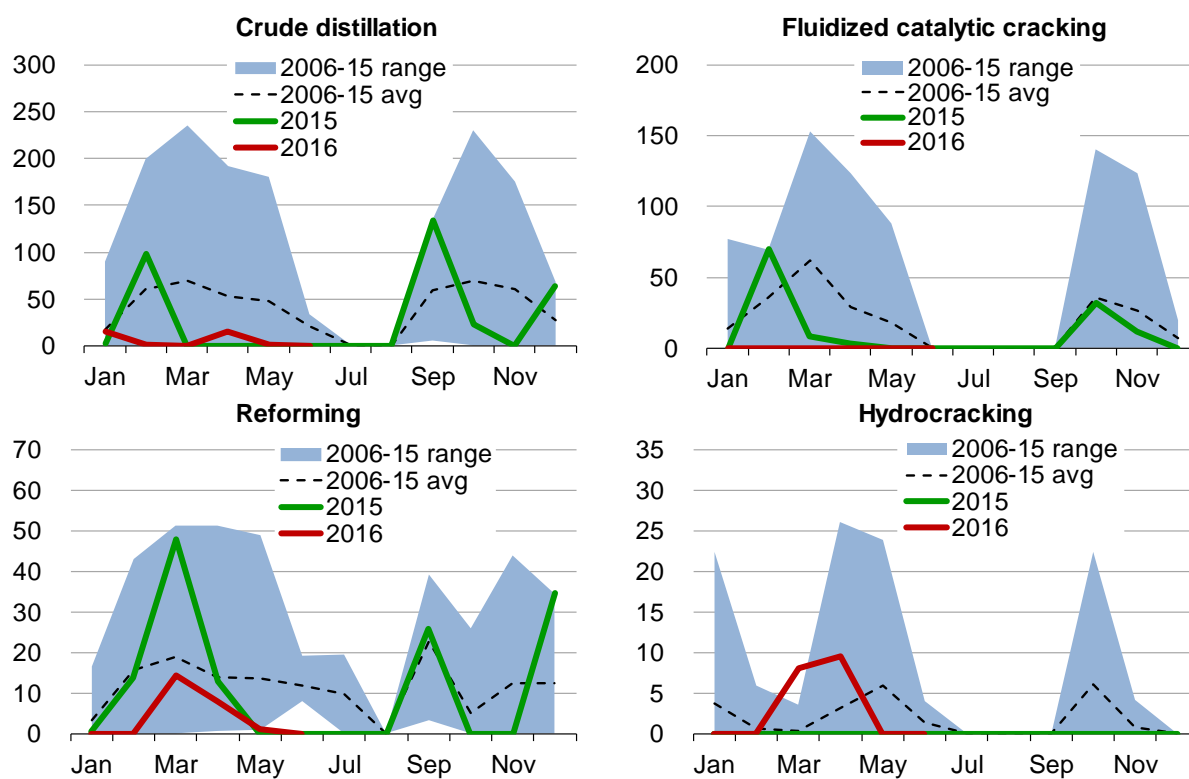 Crude distillation
300
250
200
150
100
50
0
2006-15 range
2006-15 avg
2015
2016
Jan Mar May Jul Sep Nov
Fluidized catalytic cracking
200
150
100
50
0
2006-15 range
2006-15 avg
2015
2016
Jan Mar May Jul Sep Nov
Reforming
70
60
50
40
30
20
10
0
2006-15 range
2006-15 avg
2015
2016
Jan Mar May Jul Sep Nov
Hydrocracking
35
30
25
20
15
10
5
0
2006-15 range
2006-15 avg
2015
2016
Jan Mar May Jul Sep Nov